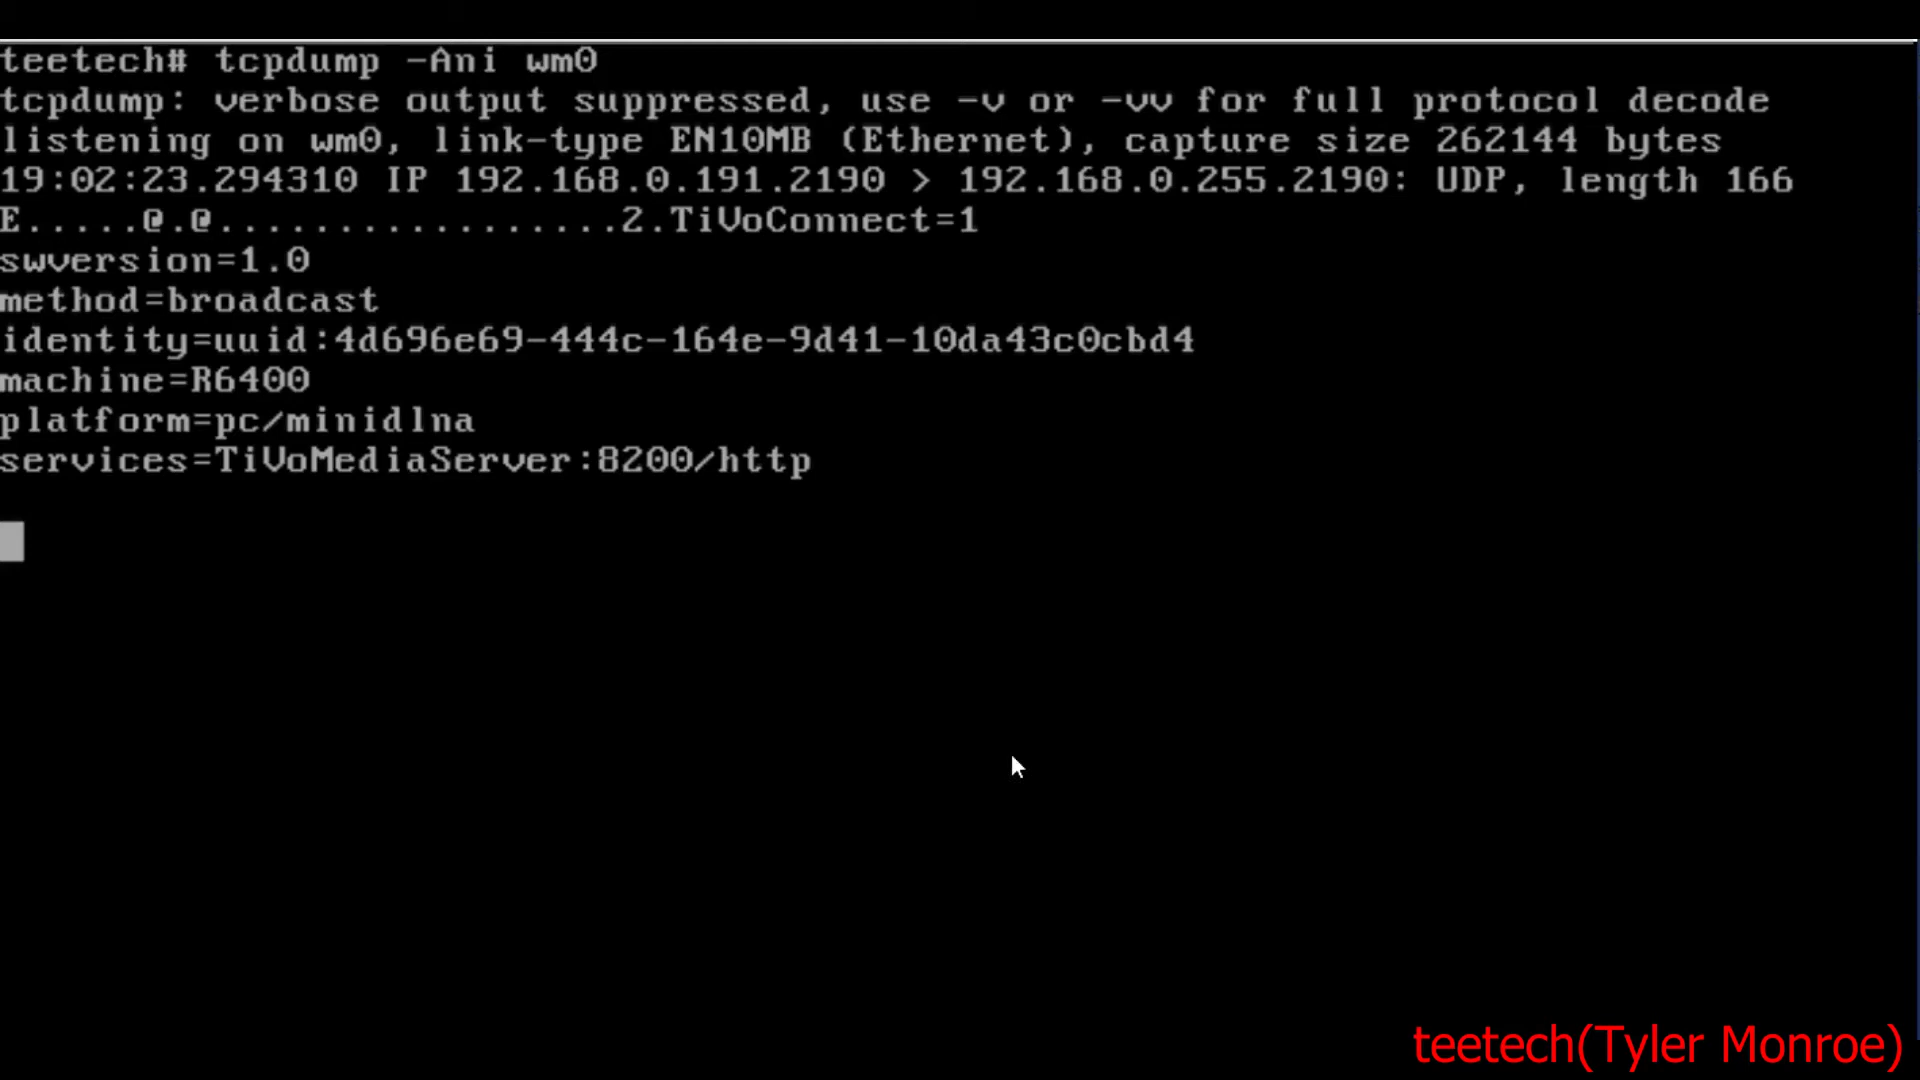 teetech# tcpdump -Ani wm0
tcpdump: verbose output suppressed, use -v or -vv for full protocol decode
listening on wm0, link-type EN10MB (Ethernet), capture size 262144 bytes
19:02:23.294310 IP 192.168.0.191.2190 > 192.168.0.255.2190: UDP, length 166
E.....@.@.................2.TiVoConnect=1
swversion=1.0
method=broadcast
identity=uuid:4d696e69-444c-164e-9d41-10da43c0cbd4
machine=R6400
platform=pc/minidlna
services=TiVoMediaServer:8200/http
teetech(Tyler Monroe)